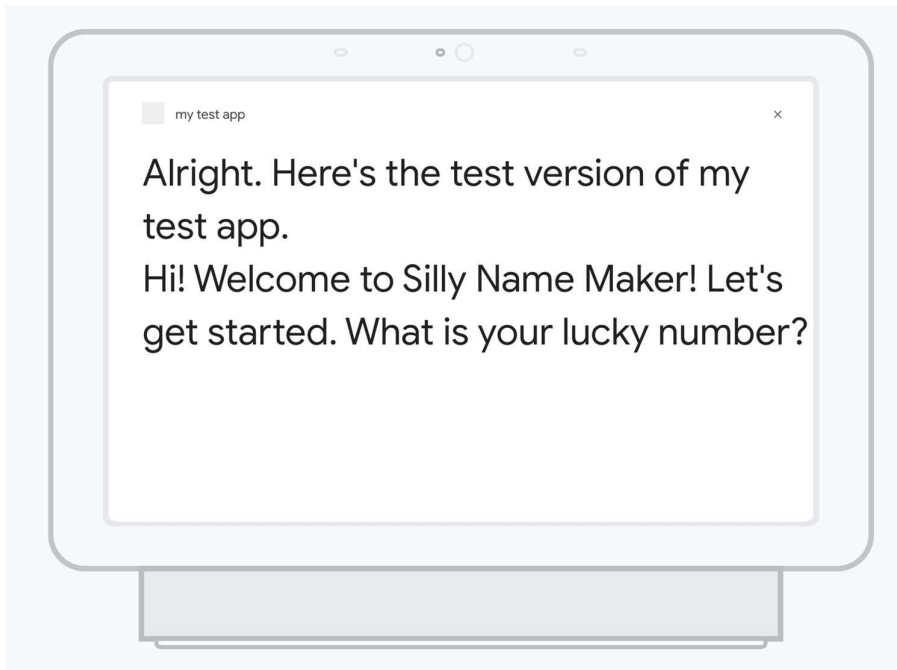 my test app
×
Alright. Here's the test version of my
test app.
Hi! Welcome to Silly Name Maker! Let's
get started. What is your lucky number?